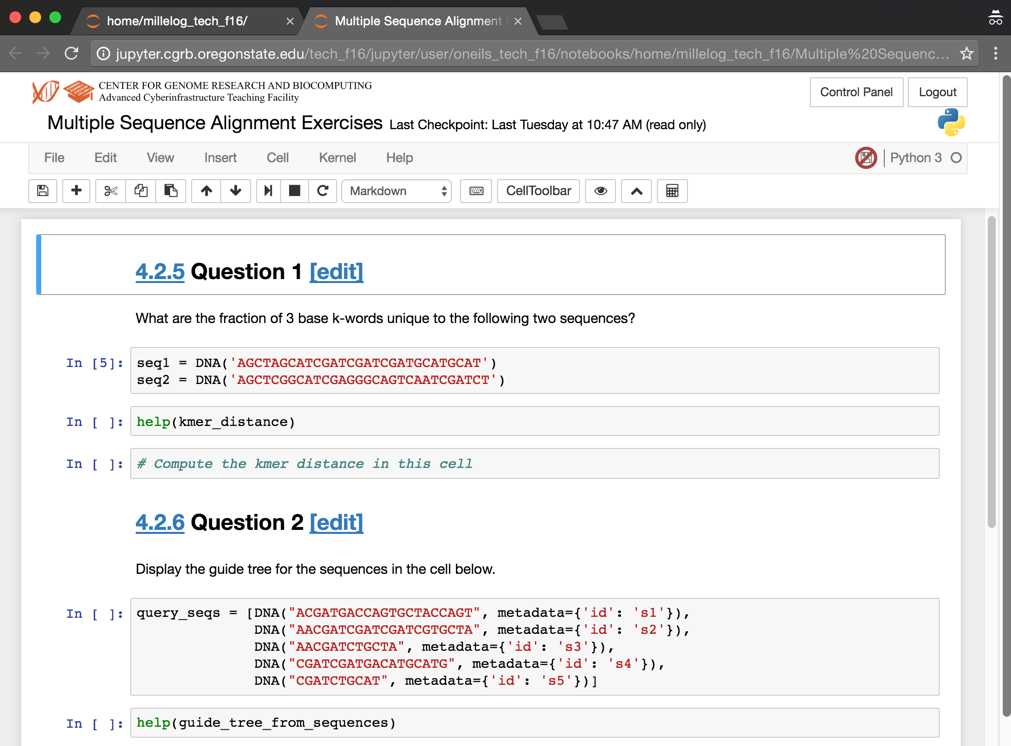 home/millelog_tech_f16/
Multiple Sequence Alignment
jupyter.cgrb.oregonstate.edu/tech_f16/jupyter/user/oneils_tech_f16/notebooks/home/millelog_tech_f16/Multiple%20Sequenc...
CENTER FOR GENOME RESEARCH AND BIOCOMPUTING
Advanced Cyberinfrastructure Teaching Facility
Control Panel
Logout
Multiple Sequence Alignment Exercises Last Checkpoint: Last Tuesday at 10:47 AM (read only)
File Edit View Insert Cell Kernel Help
Python 3
Markdown
CellToolbar
4.2.5 Question 1 [edit]
What are the fraction of 3 base k-words unique to the following two sequences?
In [5]: seq1 = DNA('AGCTAGCATCGATCGATCGATGCATGCAT')
seq2 = DNA('AGCTCGGCATCGAGGGCAGTCAATCGATCT')
In [ ]: help(kmer_distance)
In [ ]: # Compute the kmer distance in this cell
4.2.6 Question 2 [edit]
Display the guide tree for the sequences in the cell below.
In [ ]: query_seqs = [DNA("ACGATGACCAGTGCTACCAGT", metadata={'id': 's1'}),
DNA("AACGATCGATCGATCGTGCTA", metadata={'id': 's2'}),
DNA("AACGATCTGCTA", metadata={'id': 's3'}),
DNA("CGATCGATGACATGCATG", metadata={'id': 's4'}),
DNA("CGATCTGCAT", metadata={'id': 's5'})]
In [ ]: help(guide_tree_from_sequences)